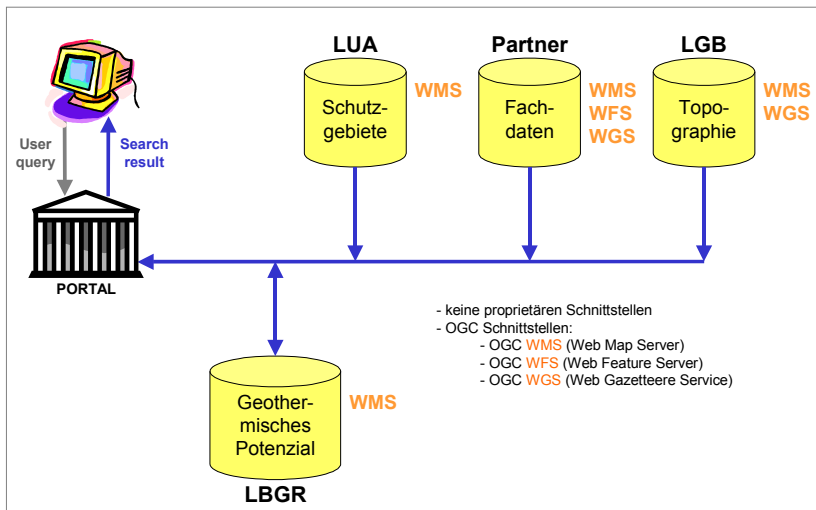 LUA
Partner
LGB
Schutz-
gebiete
WMS
Fach-
daten
WMS
WFS
WGS
Topo-
graphie
WMS
WGS
User
query
Search
result
PORTAL
- keine proprietären Schnittstellen
- OGC Schnittstellen:
- OGC WMS (Web Map Server)
- OGC WFS (Web Feature Server)
- OGC WGS (Web Gazetteere Service)
Geother-
misches
Potenzial
WMS
LBGR